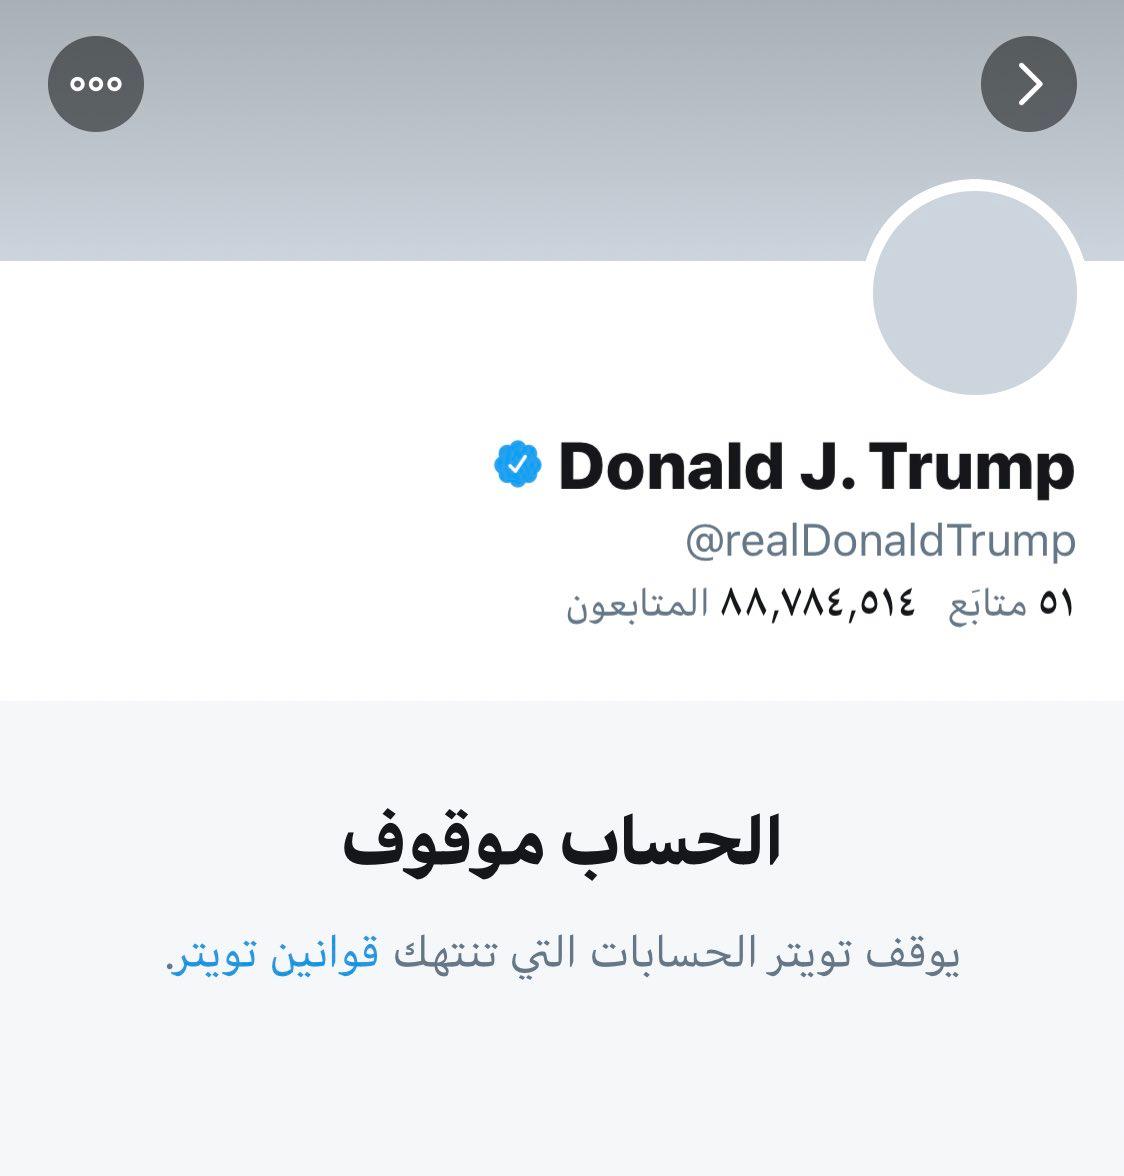 Donald J. Trump
@realDonaldTrump
٥١ متابَع ٨٨,٧٨٤,٥١٤ المتابعون
الحساب موقوف
يوقف تويتر الحسابات التي تنتهك قوانين تويتر.